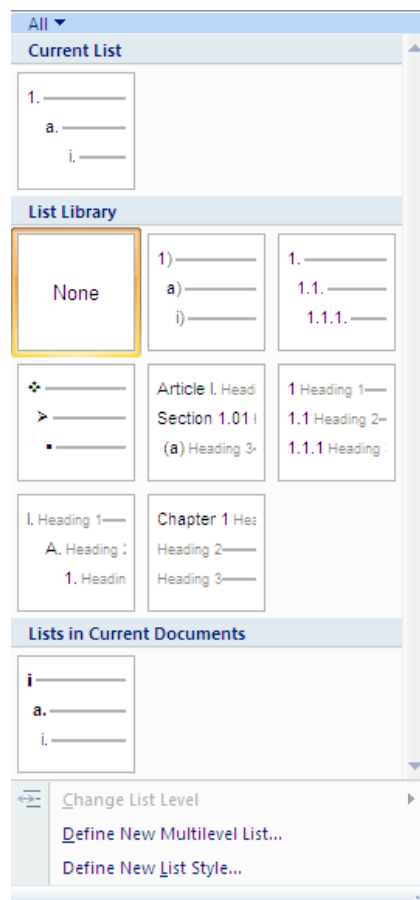 All
Current List
1.
a.
i.
List Library
None
1)
a)
i)
1.
1.1.
1.1.1.
Article I. Headi
Section 1.01
(a) Heading 3
1 Heading 1
1.1 Heading 2
1.1.1 Heading
I. Heading 1
A. Heading
1. Headin
Chapter 1 Hea
Heading 2
Heading 3
Lists in Current Documents
i
a.
i.
Change List Level
Define New Multilevel List...
Define New List Style...